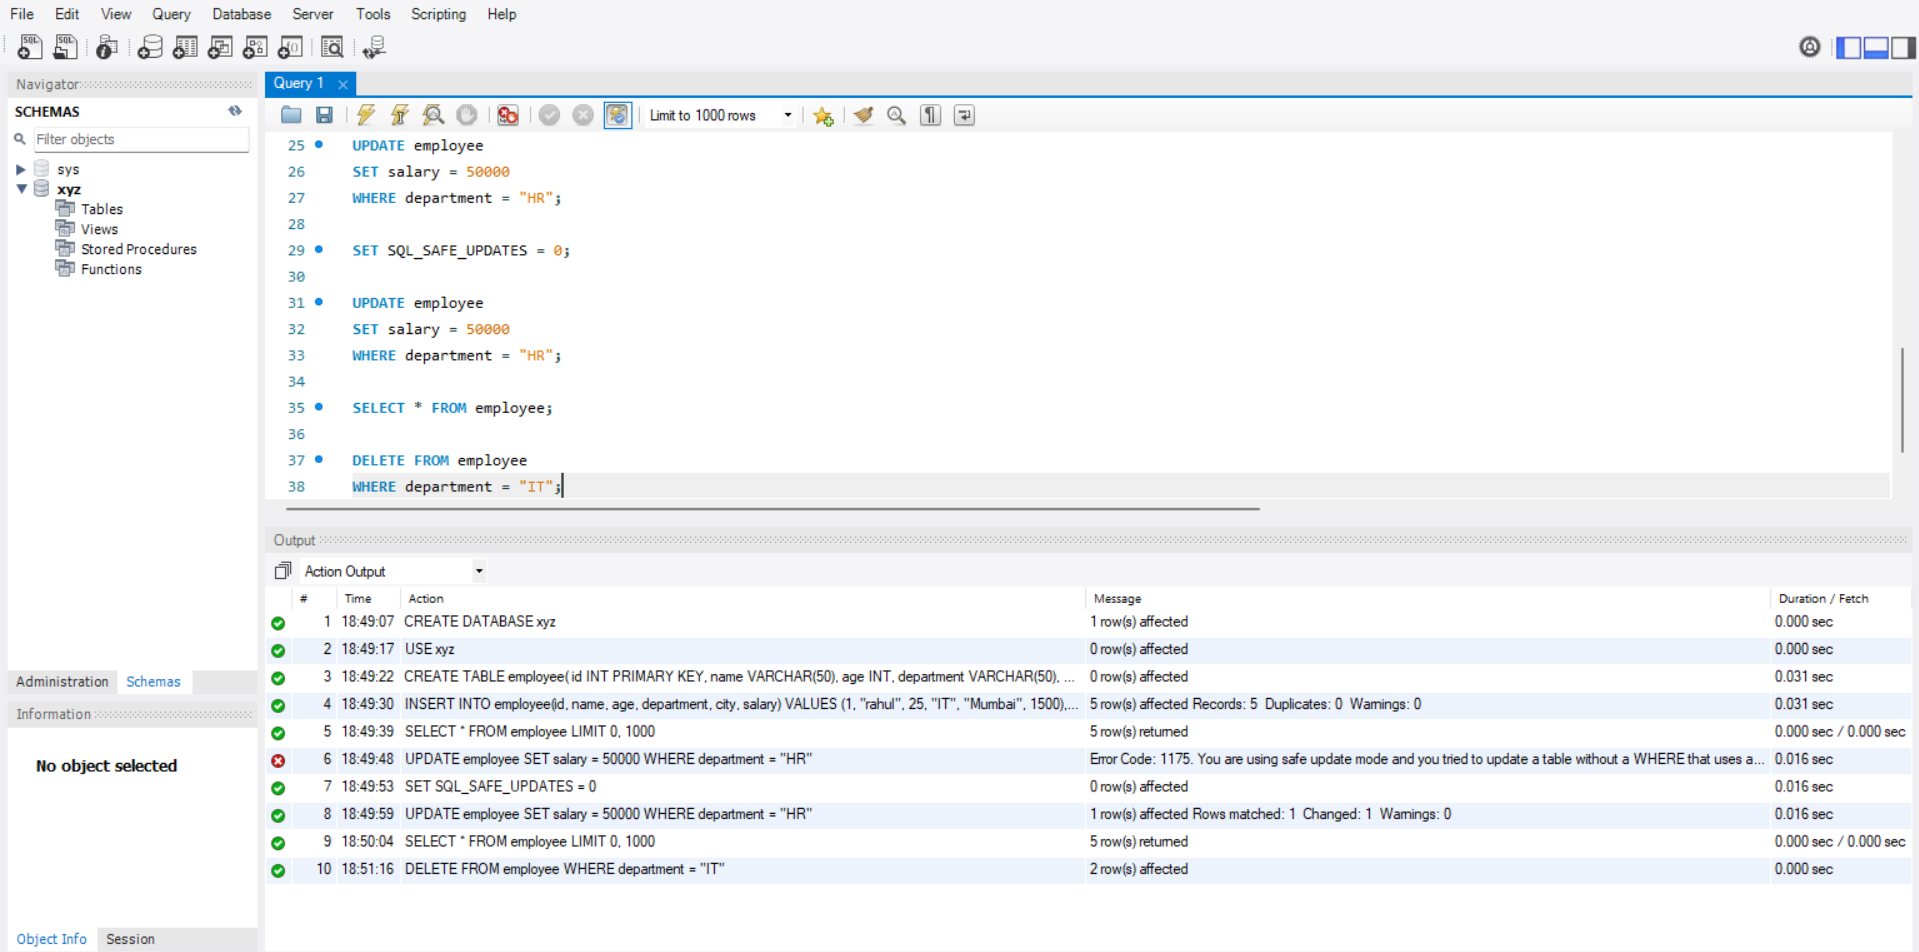 File Edit View Query Database Server Tools Scripting Help
Navigator
SCHEMAS
Filter objects
sys
xyz
Tables
Views
Stored Procedures
Functions
Administration Schemas
Information
No object selected
Object Info Session
Query 1
Limit to 1000 rows
25 UPDATE employee
26 SET salary = 50000
27 WHERE department = "HR";
28
29 SET SQL_SAFE_UPDATES = 0;
30
31 UPDATE employee
32 SET salary = 50000
33 WHERE department = "HR";
34
35 SELECT * FROM employee;
36
37 DELETE FROM employee
38 WHERE department = "IT";
Output
Action Output
# Time Action Message Duration / Fetch
1 18:49:07 CREATE DATABASE xyz 1 row(s) affected 0.000 sec
2 18:49:17 USE xyz 0 row(s) affected 0.000 sec
3 18:49:22 CREATE TABLE employee( id INT PRIMARY KEY, name VARCHAR(50), age INT, department VARCHAR(50), ... 0 row(s) affected 0.031 sec
4 18:49:30 INSERT INTO employee(id, name, age, department, city, salary) VALUES (1, "rahul", 25, "IT", "Mumbai", 1500),... 5 row(s) affected Records: 5 Duplicates: 0 Warnings: 0 0.031 sec
5 18:49:39 SELECT * FROM employee LIMIT 0, 1000 5 row(s) returned 0.000 sec / 0.000 sec
6 18:49:48 UPDATE employee SET salary = 50000 WHERE department = "HR" Error Code: 1175. You are using safe update mode and you tried to update a table without a WHERE that uses a... 0.016 sec
7 18:49:53 SET SQL_SAFE_UPDATES = 0 0 row(s) affected 0.016 sec
8 18:49:59 UPDATE employee SET salary = 50000 WHERE department = "HR" 1 row(s) affected Rows matched: 1 Changed: 1 Warnings: 0 0.016 sec
9 18:50:04 SELECT * FROM employee LIMIT 0, 1000 5 row(s) returned 0.000 sec / 0.000 sec
10 18:51:16 DELETE FROM employee WHERE department = "IT" 2 row(s) affected 0.000 sec